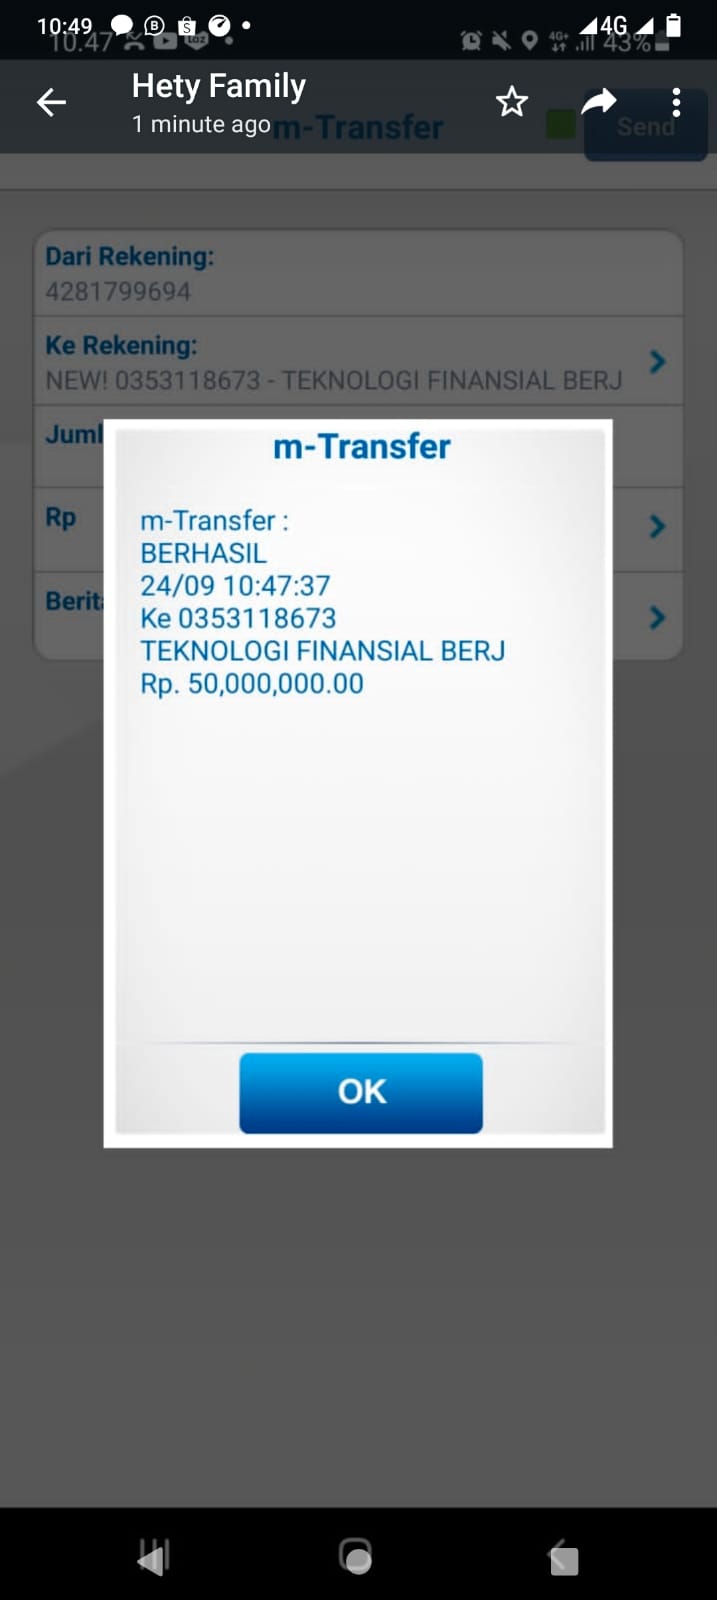 10:49
4G
10.47
4G+
43%
Hety Family
1 minute ago
m-Transfer
Send
Dari Rekening:
4281799694
Ke Rekening:
NEW! 0353118673 - TEKNOLOGI FINANSIAL BERJ
Juml
Rp
Berit
m-Transfer
m-Transfer :
BERHASIL
24/09 10:47:37
Ke 0353118673
TEKNOLOGI FINANSIAL BERJ
Rp. 50,000,000.00
OK